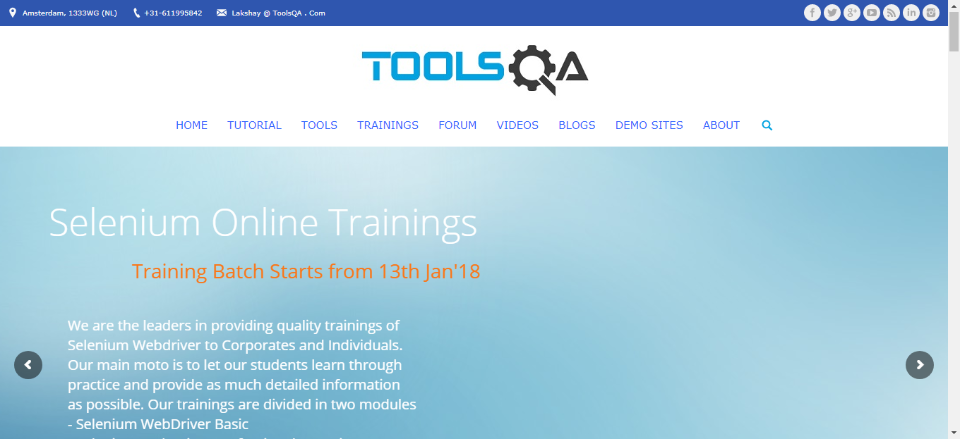 Amsterdam, 1333WG (NL) +31-611995842 Lakshay @ ToolsQA . Com
TOOLSQA
HOME TUTORIAL TOOLS TRAININGS FORUM VIDEOS BLOGS DEMO SITES ABOUT
Selenium Online Trainings
Training Batch Starts from 13th Jan'18
We are the leaders in providing quality trainings of
Selenium Webdriver to Corporates and Individuals.
Our main moto is to let our students learn through
practice and provide as much detailed information
as possible. Our trainings are divided in two modules
- Selenium WebDriver Basic